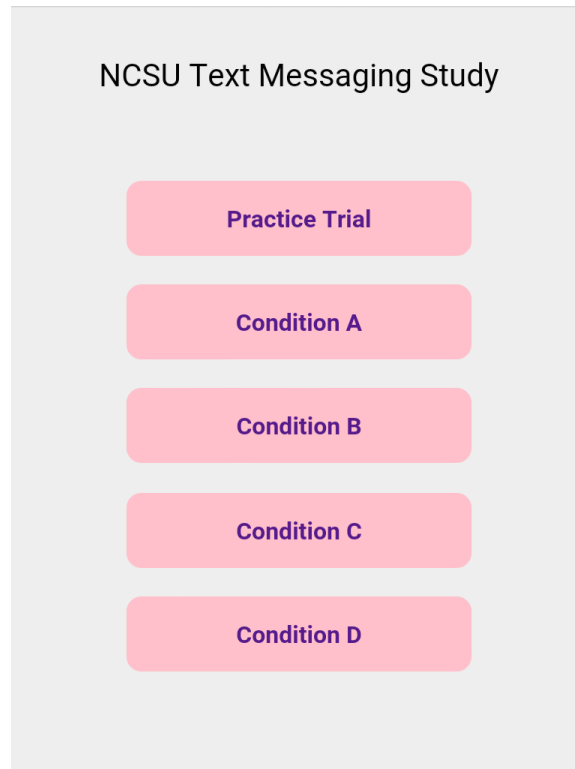 NCSU Text Messaging Study
Practice Trial
Condition A
Condition B
Condition C
Condition D